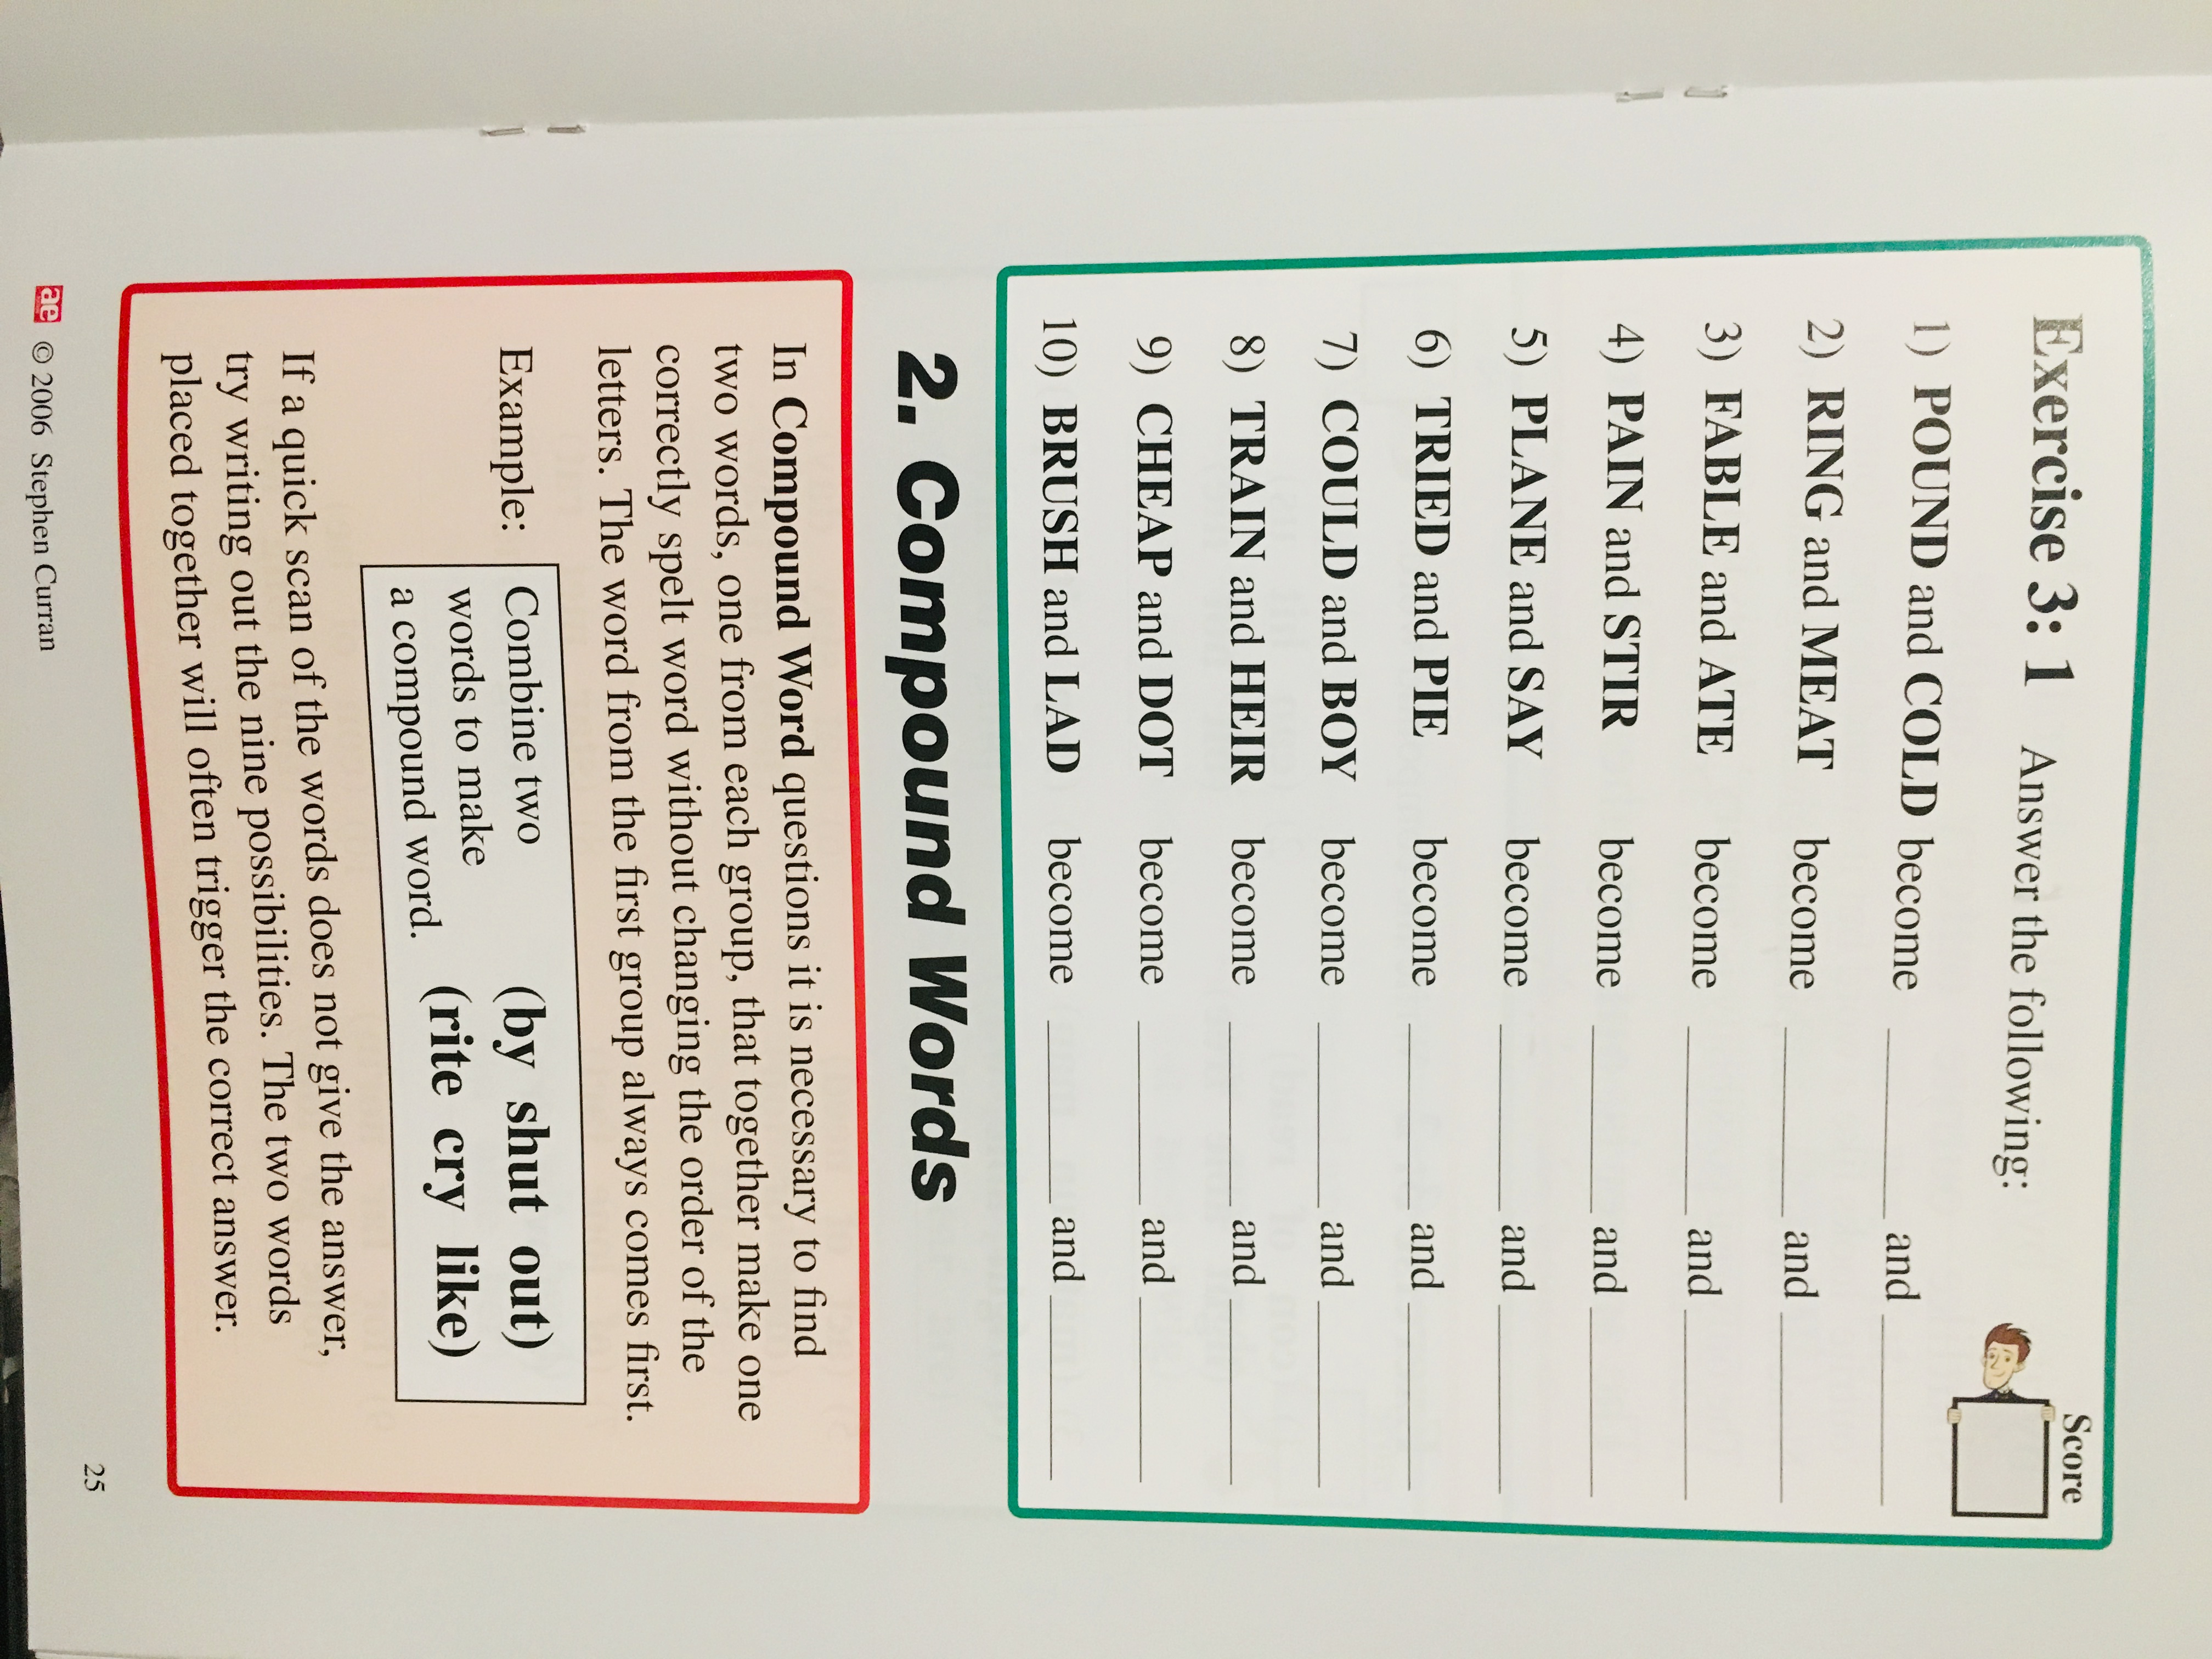 Exercise 3: 1 Answer the following:
Score
1) POUND and COLD become ________ and ________
2) RING and MEAT become ________ and ________
3) FABLE and ATE become ________ and ________
4) PAIN and STIR become ________ and ________
5) PLANE and SAY become ________ and ________
6) TRIED and PIE become ________ and ________
7) COULD and BOY become ________ and ________
8) TRAIN and HEIR become ________ and ________
9) CHEAP and DOT become ________ and ________
10) BRUSH and LAD become ________ and ________
2. Compound Words
In Compound Word questions it is necessary to find
two words, one from each group, that together make one
correctly spelt word without changing the order of the
letters. The word from the first group always comes first.
Example:
Combine two (by shut out)
words to make
a compound word. (rite cry like)
If a quick scan of the words does not give the answer,
try writing out the nine possibilities. The two words
placed together will often trigger the correct answer.
ae © 2006 Stephen Curran
25